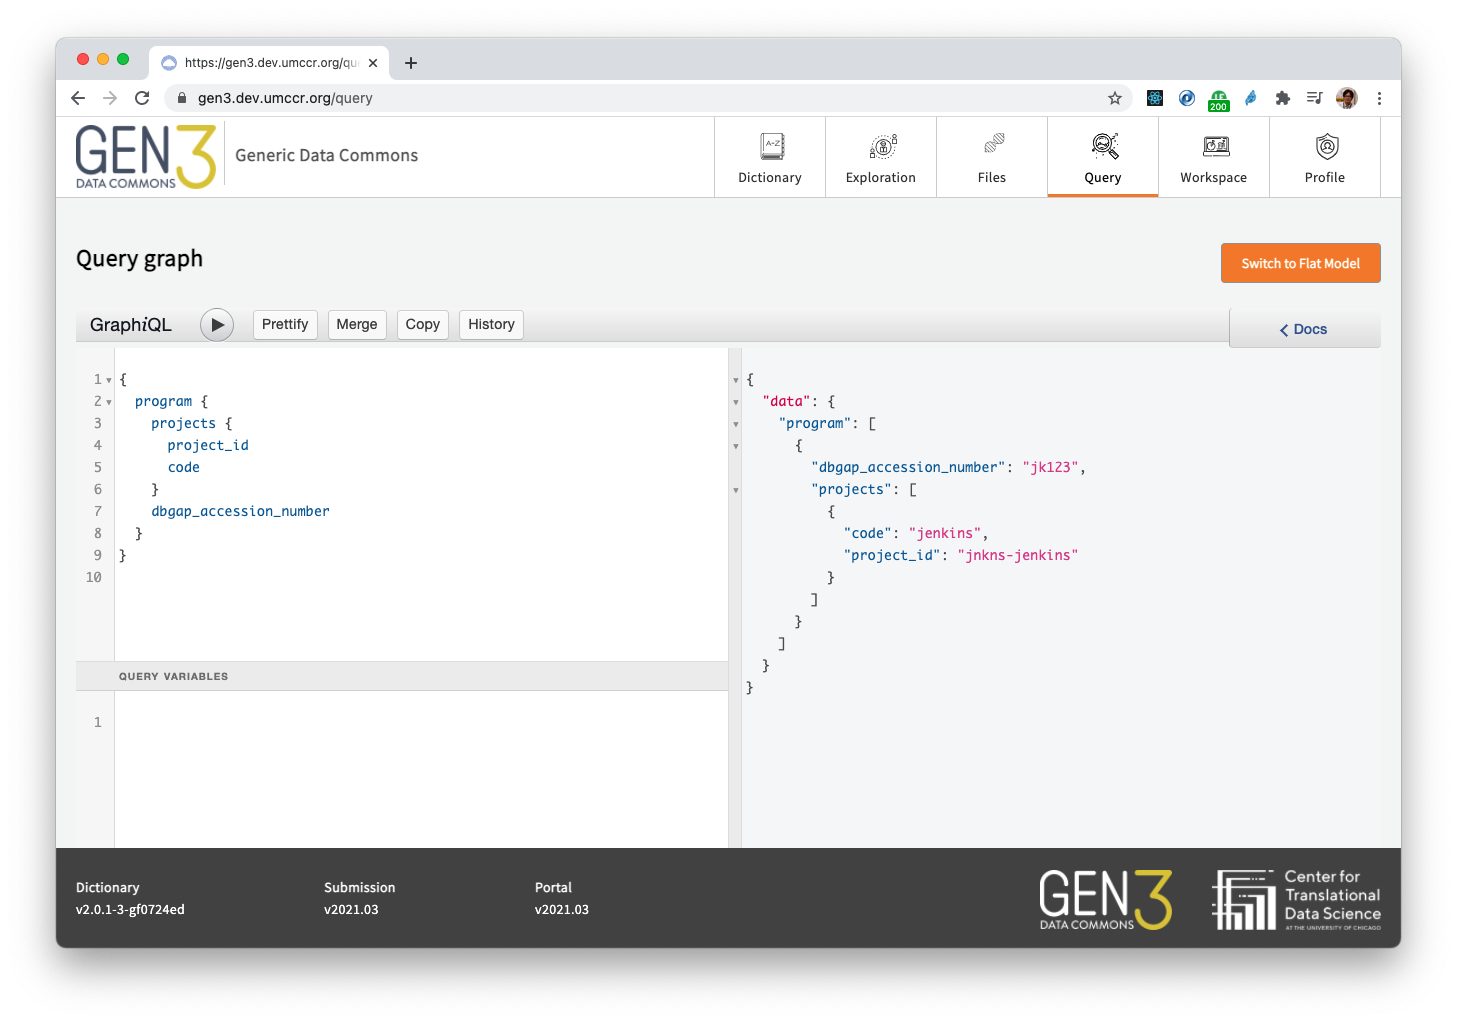 https://gen3.dev.umccr.org/qu
gen3.dev.umccr.org/query
200
GEN3
DATA COMMONS
Generic Data Commons
A-Z
Dictionary
Exploration
Files
Query
Workspace
Profile
Query graph
Switch to Flat Model
GraphiQL
Prettify
Merge
Copy
History
Docs
1 {
2 program {
3 projects {
4 project_id
5 code
6 }
7 dbgap_accession_number
8 }
9 }
10
QUERY VARIABLES
1
{
"data": {
"program": [
{
"dbgap_accession_number": "jk123",
"projects": [
{
"code": "jenkins",
"project_id": "jnkns-jenkins"
}
]
}
]
}
}
Dictionary
v2.0.1-3-gf0724ed
Submission
v2021.03
Portal
v2021.03
GEN3
DATA COMMONS
Center for
Translational
Data Science
AT THE UNIVERSITY OF CHICAGO